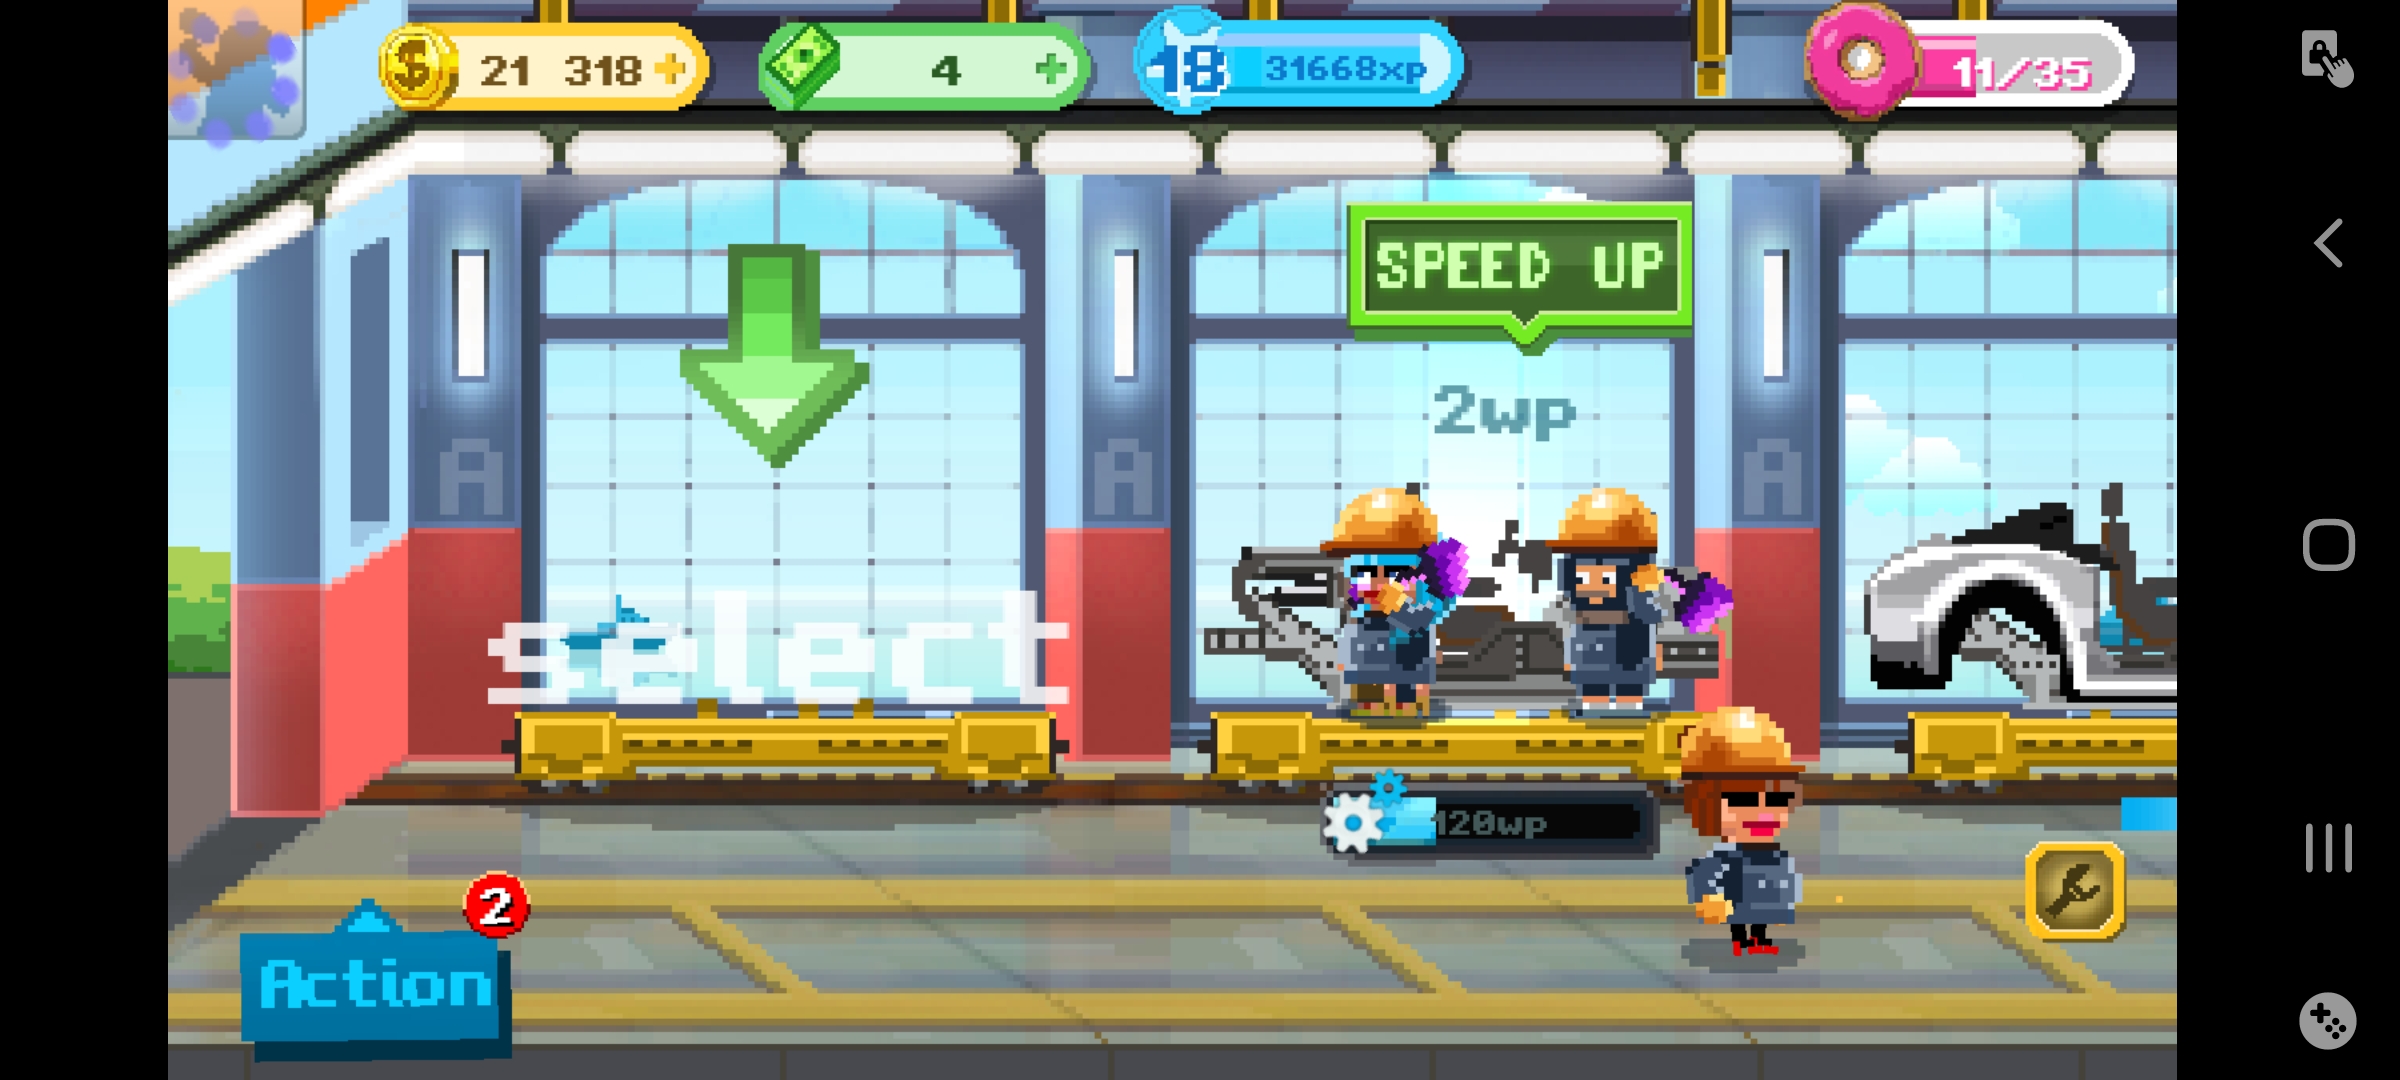 21 318 +
4 +
18 31668xp
11/35
SPEED UP
2wp
A
A
A
select
120wp
2
Action